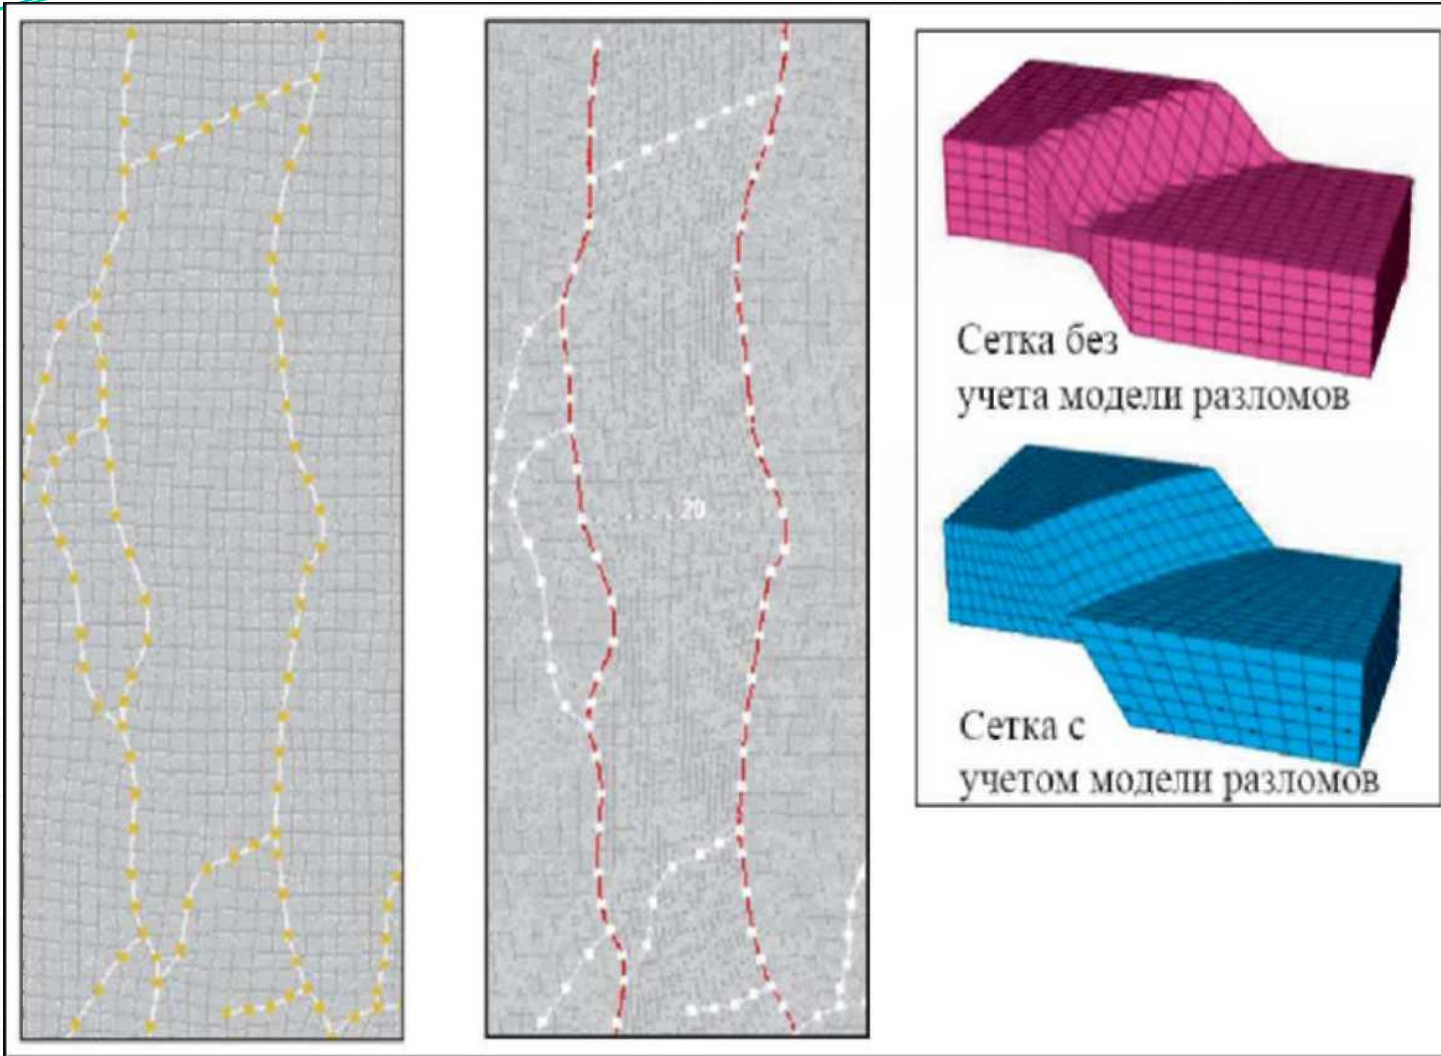 20
Сетка без
учета модели разломов
Сетка с
учетом модели разломов